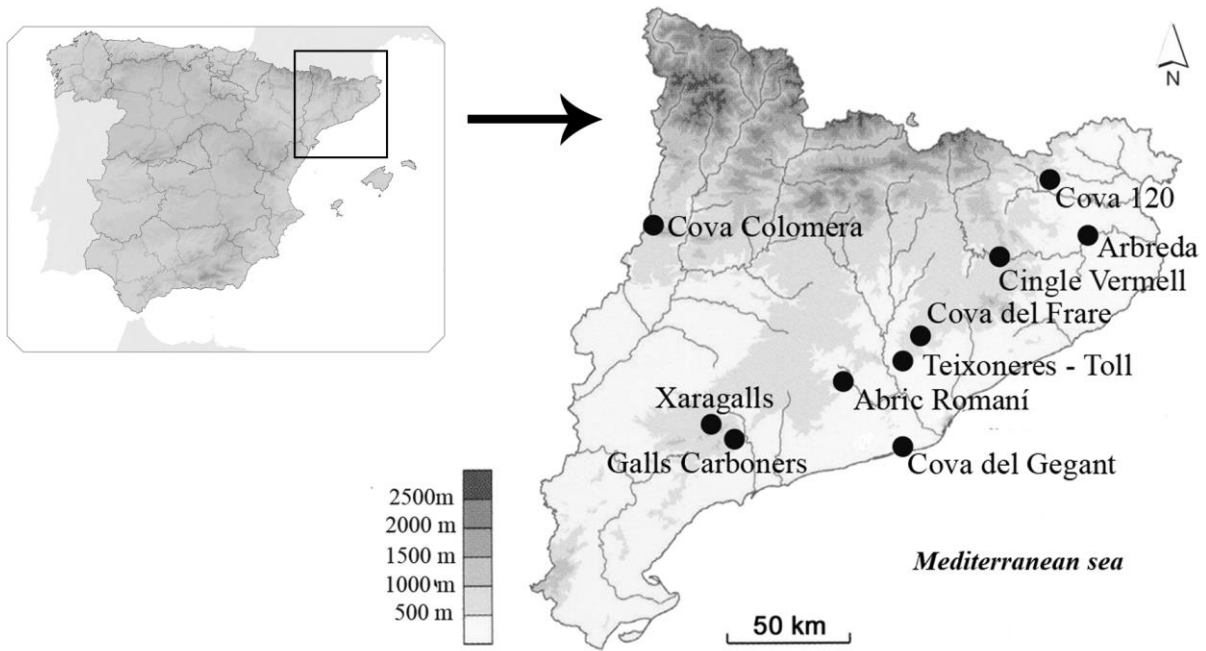 N
Cova 120
Cova Colomera
Arbreda
Cingle Vermell
Cova del Frare
Teixoneres - Toll
Xaragalls
Abric Romaní
Galls Carboners
Cova del Gegant
2500m
2000 m
1500 m
1000 m
500 m
Mediterranean sea
50 km